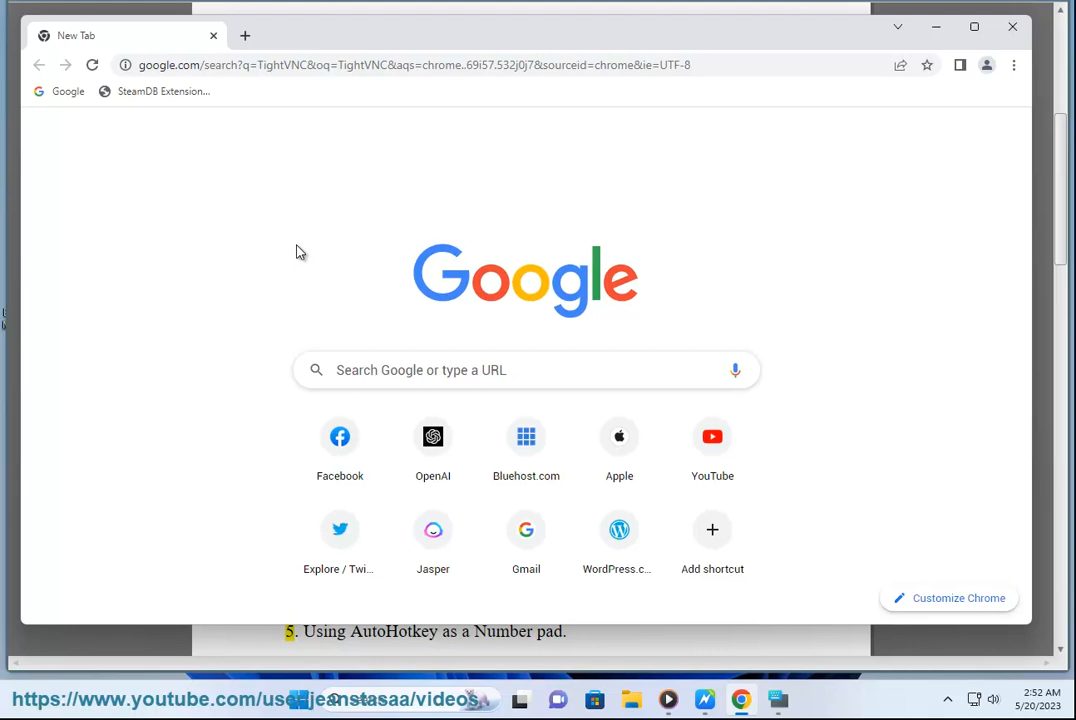 New Tab
google.com/search?q=TightVNC&oq=TightVNC&aqs=chrome..69i57.532j0j7&sourceid=chrome&ie=UTF-8
Google SteamDB Extension...
Google
Search Google or type a URL
Facebook OpenAI Bluehost.com Apple YouTube
Explore / Twi... Jasper Gmail WordPress.c... Add shortcut
Customize Chrome
5. Using AutoHotkey as a Number pad.
https://www.youtube.com/user/jeanstasaa/videos
2:52 AM
5/20/2023